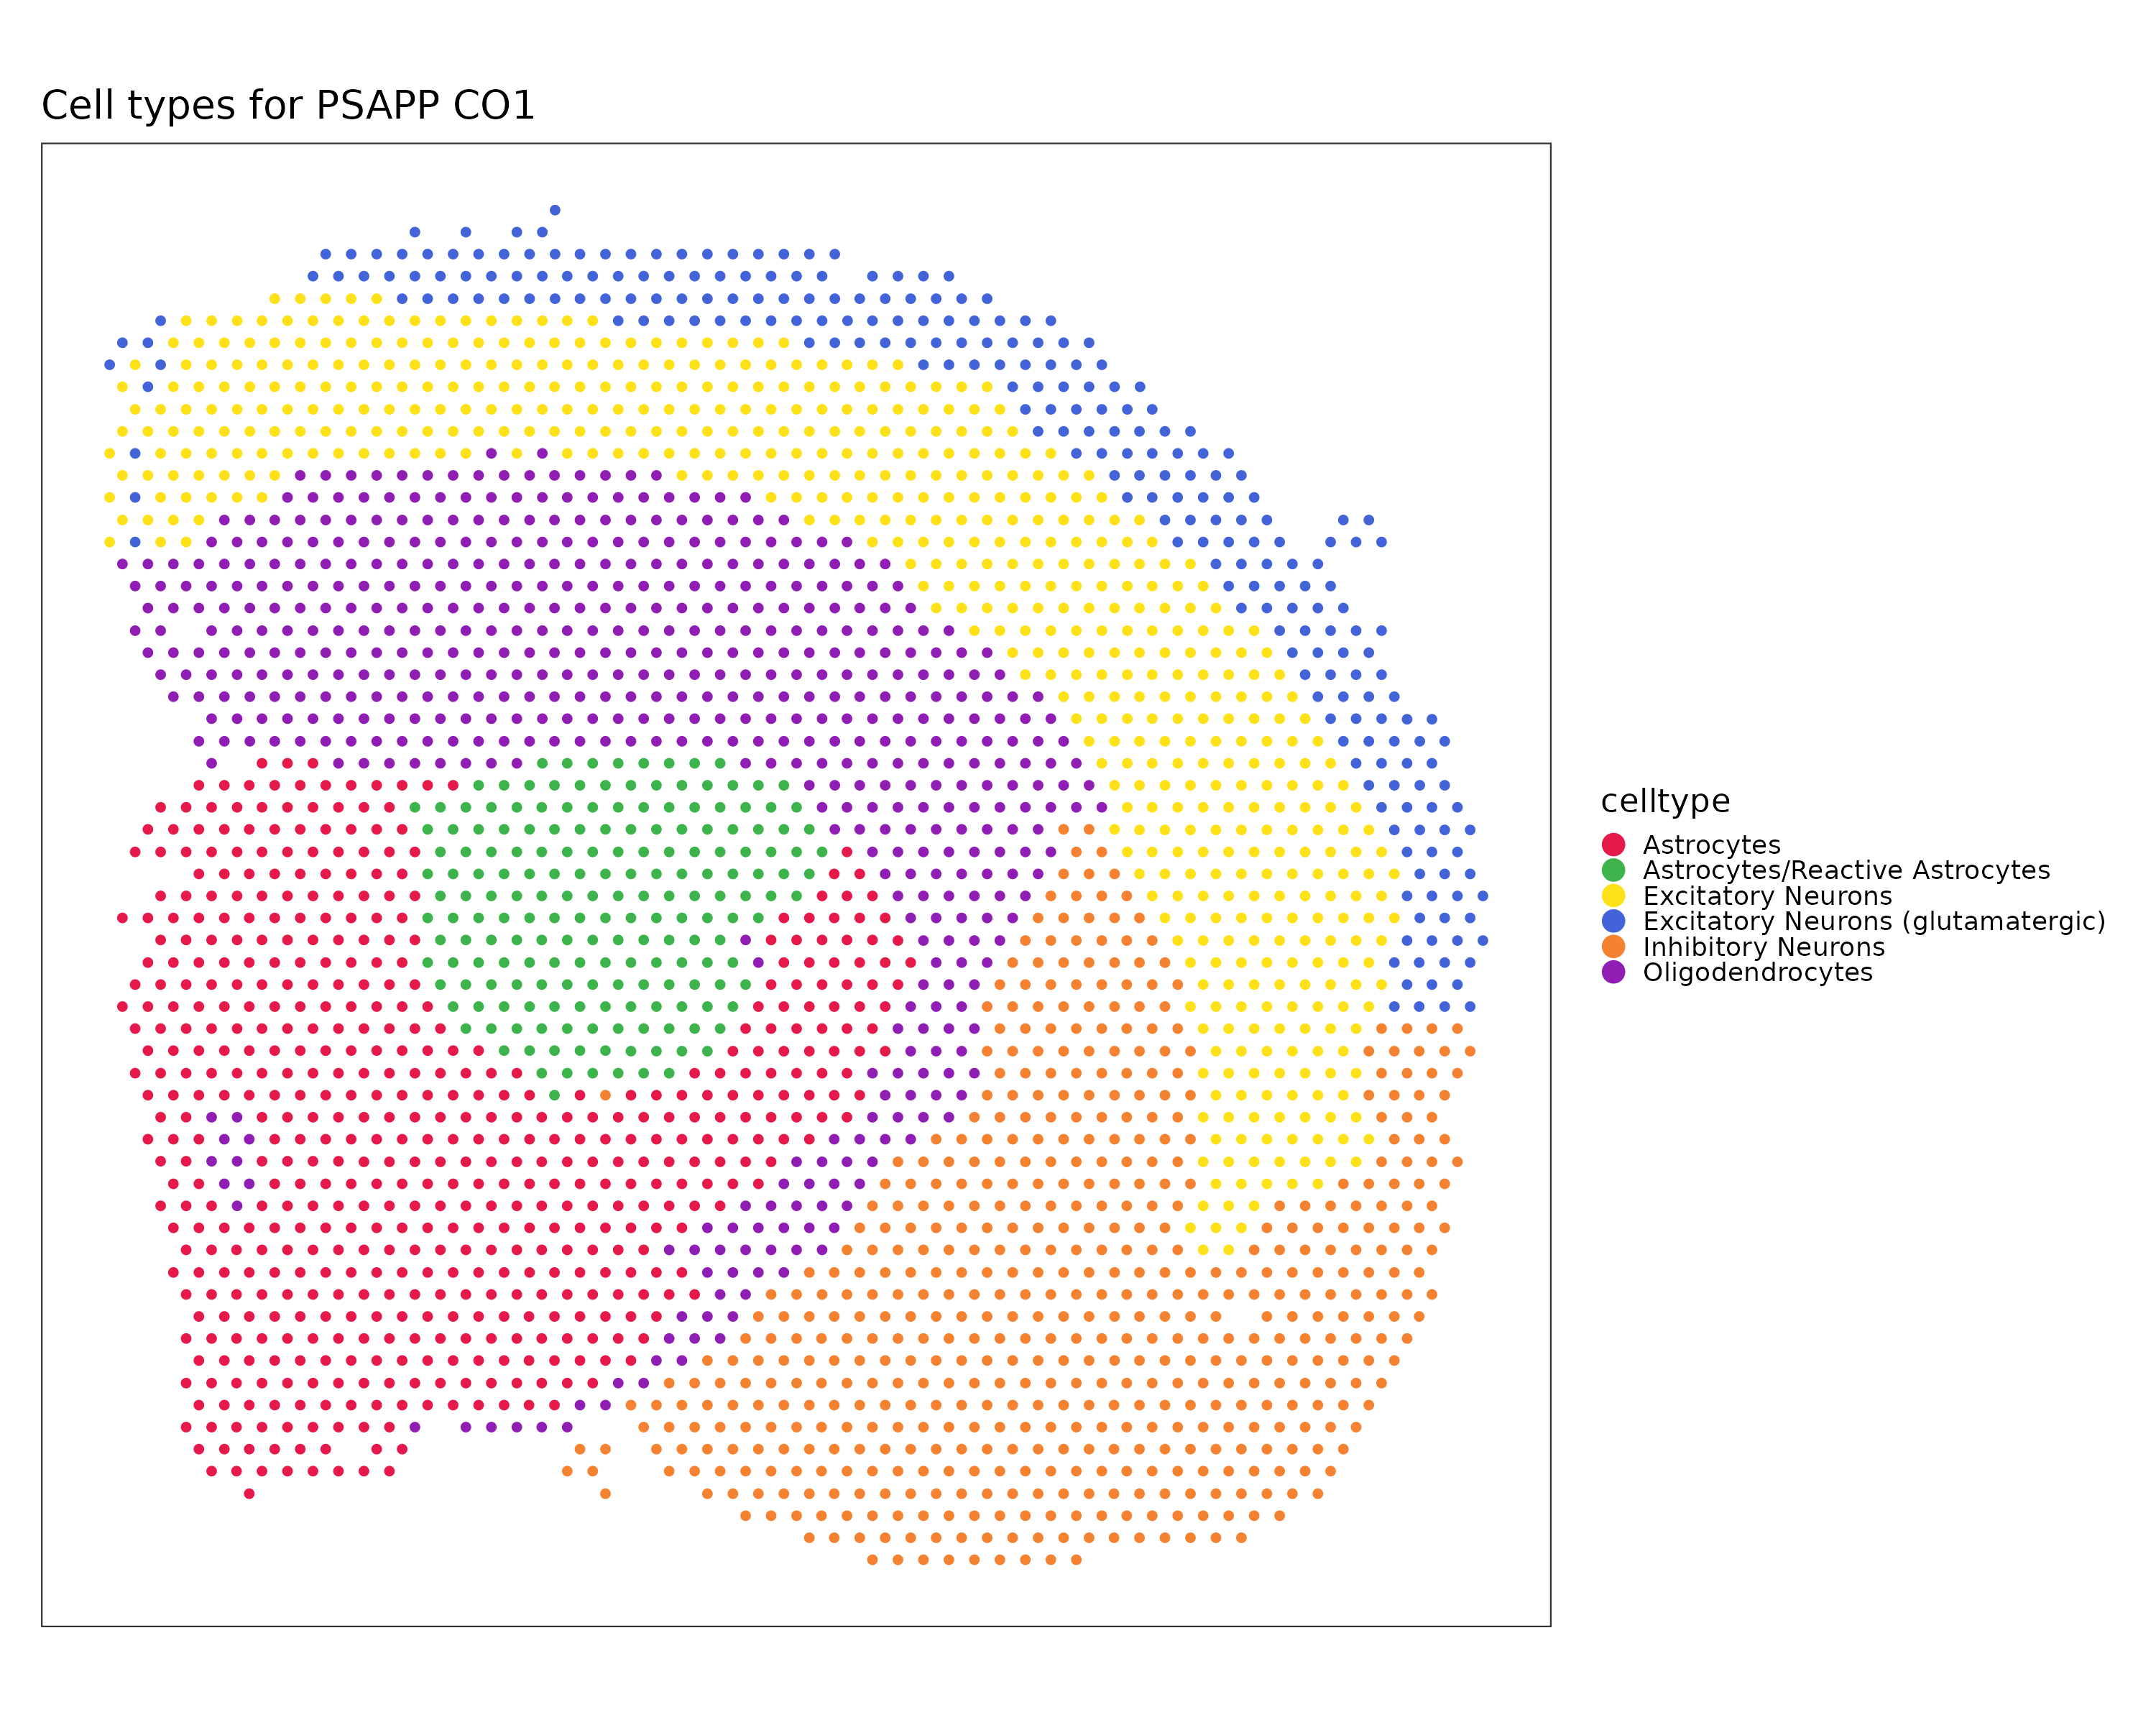 Cell types for PSAPP CO1
celltype
Astrocytes
Astrocytes/Reactive Astrocytes
Excitatory Neurons
Excitatory Neurons (glutamatergic)
Inhibitory Neurons
Oligodendrocytes